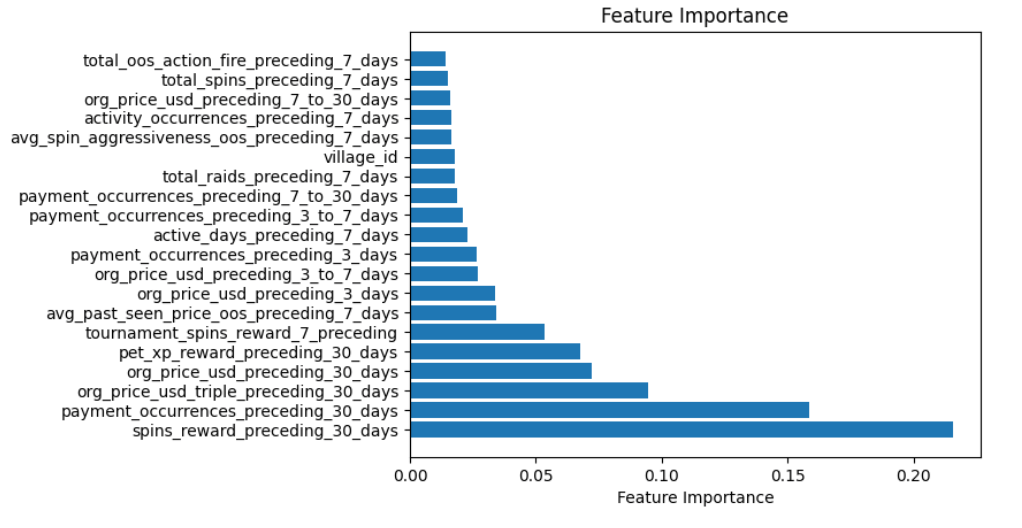 Feature Importance
total_oos_action_fire_preceding_7_days
total_spins_preceding_7_days
org_price_usd_preceding_7_to_30_days
activity_occurrences_preceding_7_days
avg_spin_aggressiveness_oos_preceding_7_days
village_id
total_raids_preceding_7_days
payment_occurrences_preceding_7_to_30_days
payment_occurrences_preceding_3_to_7_days
active_days_preceding_7_days
payment_occurrences_preceding_3_days
org_price_usd_preceding_3_to_7_days
org_price_usd_preceding_3_days
avg_past_seen_price_oos_preceding_7_days
tournament_spins_reward_7_preceding
pet_xp_reward_preceding_30_days
org_price_usd_preceding_30_days
org_price_usd_triple_preceding_30_days
payment_occurrences_preceding_30_days
spins_reward_preceding_30_days
0.00 0.05 0.10 0.15 0.20
Feature Importance